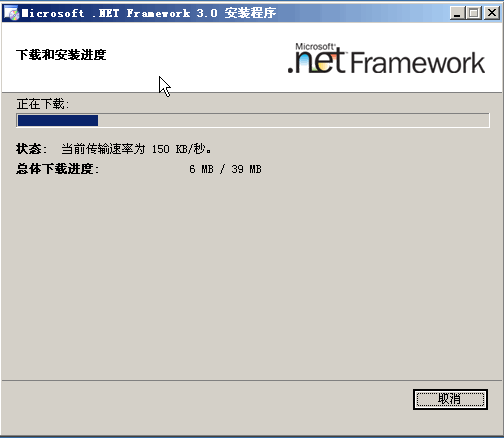 Microsoft .NET Framework 3.0 安装程序
下载和安装进度
Microsoft
.net Framework
正在下载:
状态: 当前传输速率为 150 KB/秒。
总体下载进度: 6 MB / 39 MB
取消